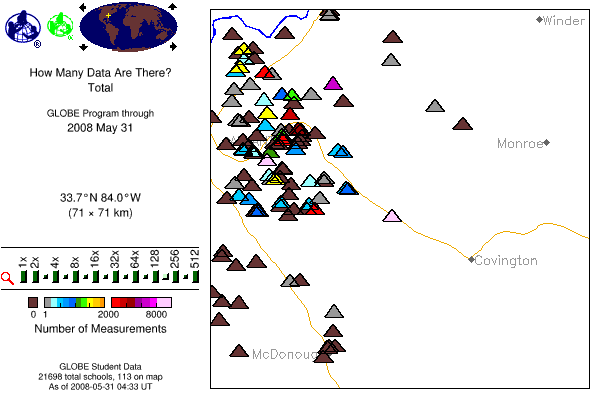 ®
How Many Data Are There?
Total
GLOBE Program through
2008 May 31
33.7°N 84.0°W
(71 × 71 km)
1x 2x 4x 8x 16x 32x 64x 128 256 512
0 1 2000 8000
Number of Measurements
GLOBE Student Data
21698 total schools, 113 on map
As of 2008-05-31 04:33 UT
Winder
Monroe
Covington
McDonoug